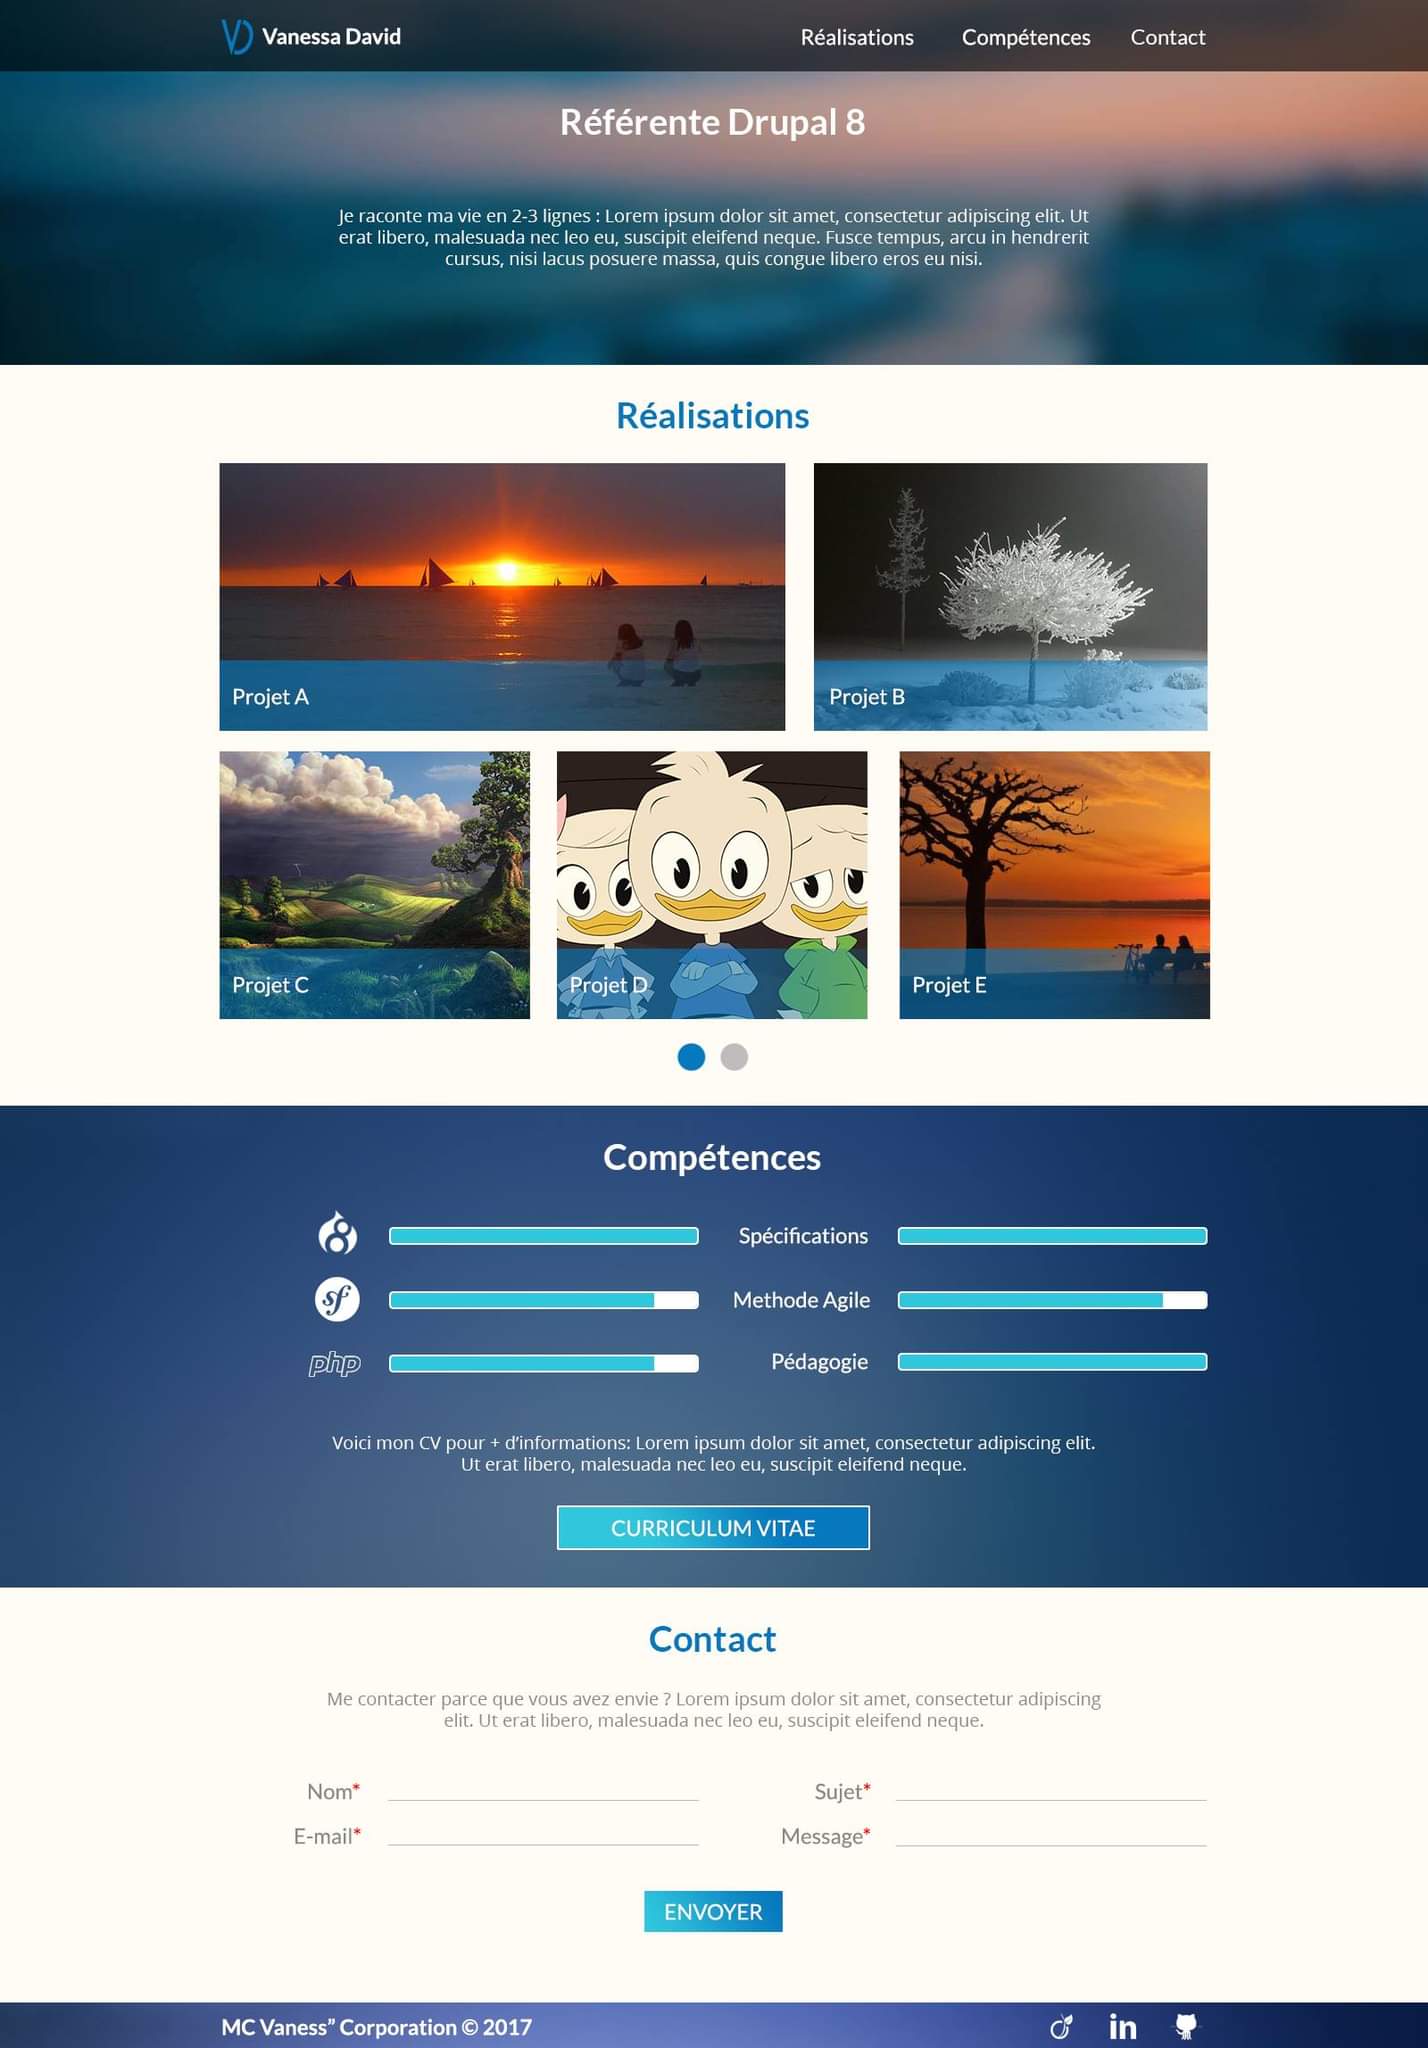 VD Vanessa David
Réalisations Compétences Contact
Référente Drupal 8
Je raconte ma vie en 2-3 lignes : Lorem ipsum dolor sit amet, consectetur adipiscing elit. Ut
erat libero, malesuada nec leo eu, suscipit eleifend neque. Fusce tempus, arcu in hendrerit
cursus, nisi lacus posuere massa, quis congue libero eros eu nisi.
Réalisations
Projet A
Projet B
Projet C
Projet D
Projet E
Compétences
8
Spécifications
sf
Methode Agile
php
Pédagogie
Voici mon CV pour + d’informations: Lorem ipsum dolor sit amet, consectetur adipiscing elit.
Ut erat libero, malesuada nec leo eu, suscipit eleifend neque.
CURRICULUM VITAE
Contact
Me contacter parce que vous avez envie ? Lorem ipsum dolor sit amet, consectetur adipiscing
elit. Ut erat libero, malesuada nec leo eu, suscipit eleifend neque.
Nom*
Sujet*
E-mail*
Message*
ENVOYER
MC Vaness” Corporation © 2017
in